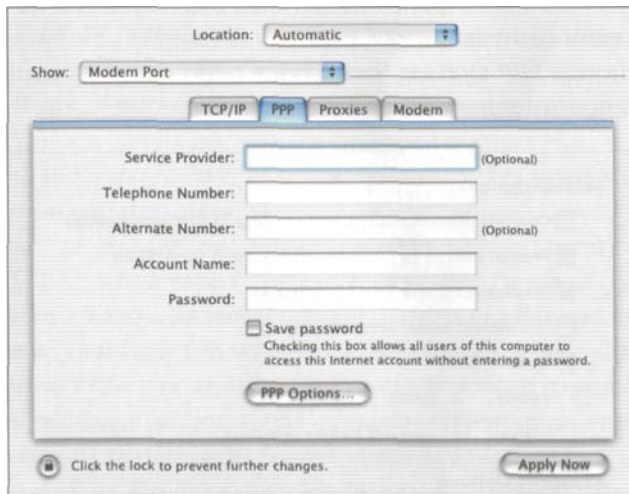 Location: Automatic
Show: Modem Port
TCP/IP PPP Proxies Modem
Service Provider: (Optional)
Telephone Number:
Alternate Number: (Optional)
Account Name:
Password:
Save password
Checking this box allows all users of this computer to
access this Internet account without entering a password.
PPP Options...
Click the lock to prevent further changes.
Apply Now